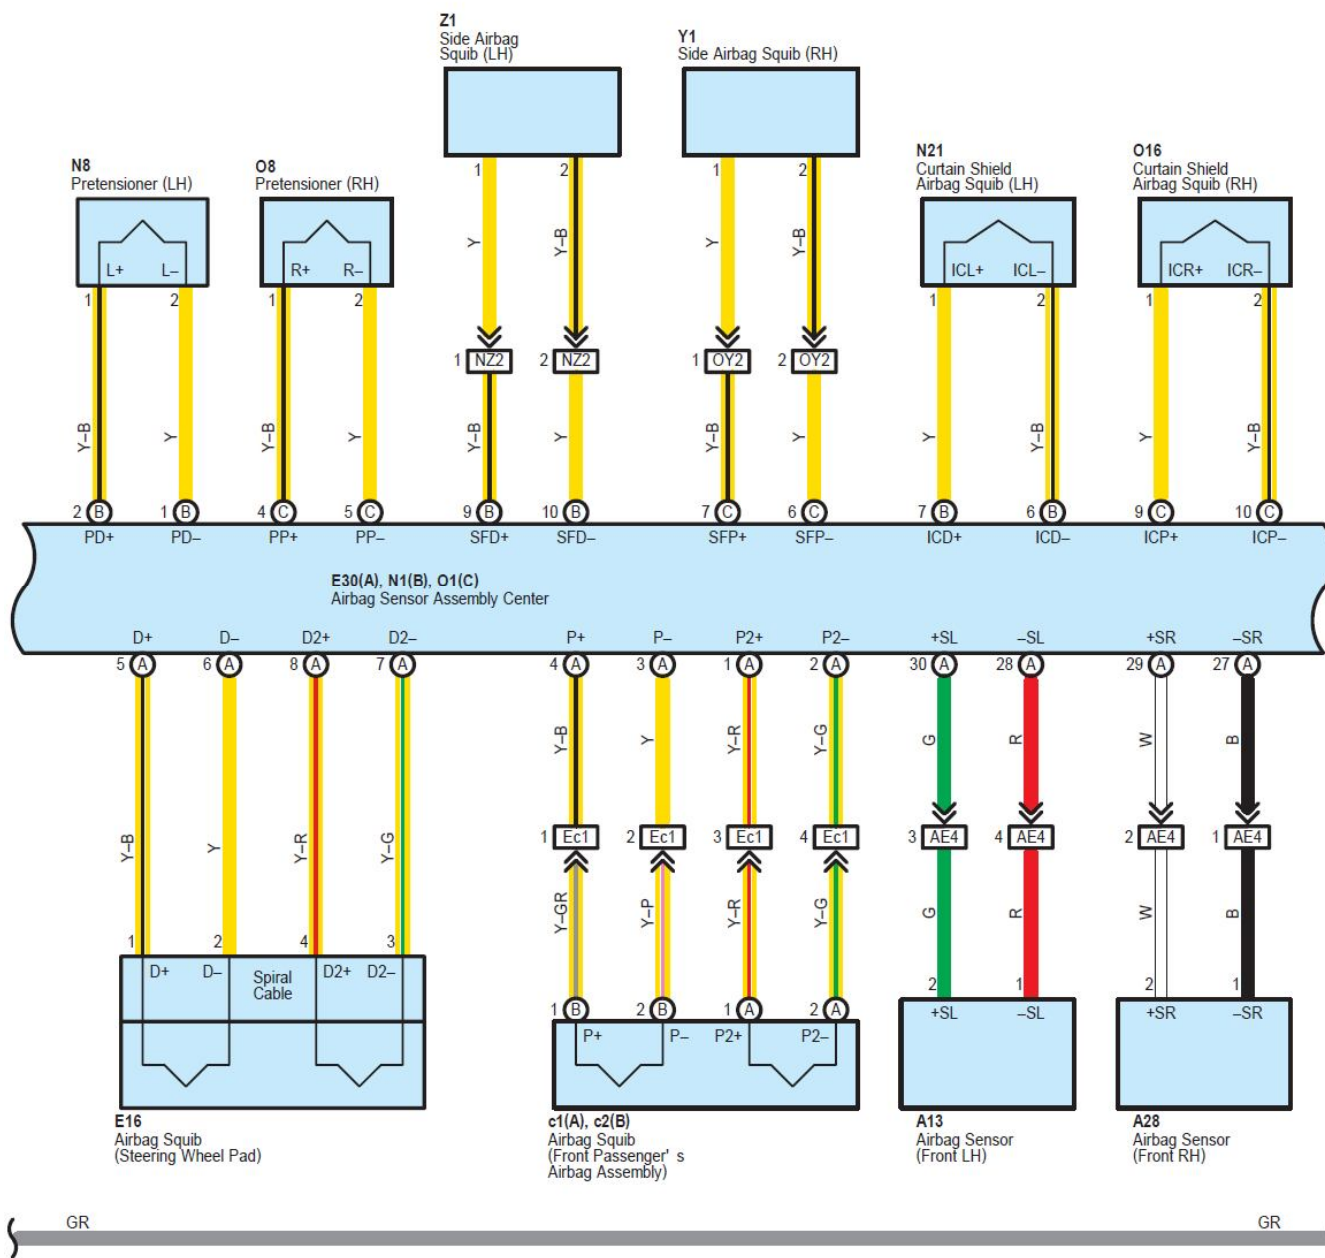 Z1
Side Airbag
Squib (LH)
Y1
Side Airbag Squib (RH)
N8
Pretensioner (LH)
O8
Pretensioner (RH)
N21
Curtain Shield
Airbag Squib (LH)
O16
Curtain Shield
Airbag Squib (RH)
1 2 1 2
L+ L– R+ R– ICL+ ICL– ICR+ ICR–
1 2 1 2 1 2 1 2
Y Y–B Y Y–B
1 NZ2 2 NZ2 1 OY2 2 OY2
Y–B Y Y–B Y Y–B Y Y–B Y Y Y–B Y Y–B
2 B 1 B 4 C 5 C 9 B 10 B 7 C 6 C 7 B 6 B 9 C 10 C
PD+ PD– PP+ PP– SFD+ SFD– SFP+ SFP– ICD+ ICD– ICP+ ICP–
E30(A), N1(B), O1(C)
Airbag Sensor Assembly Center
D+ D– D2+ D2– P+ P– P2+ P2– +SL –SL +SR –SR
5 A 6 A 8 A 7 A 4 A 3 A 1 A 2 A 30 A 28 A 29 A 27 A
Y–B Y Y–R Y–G G R W B
1 Ec1 2 Ec1 3 Ec1 4 Ec1 3 AE4 4 AE4 2 AE4 1 AE4
Y–B Y Y–R Y–G Y–GR Y–P Y–R Y–G G R W B
1 2 4 3 2 1 2 1
D+ D– Spiral
Cable D2+ D2–
1 B 2 B 1 A 2 A
P+ P– P2+ P2– +SL –SL +SR –SR
E16
Airbag Squib
(Steering Wheel Pad)
c1(A), c2(B)
Airbag Squib
(Front Passenger' s
Airbag Assembly)
A13
Airbag Sensor
(Front LH)
A28
Airbag Sensor
(Front RH)
GR GR